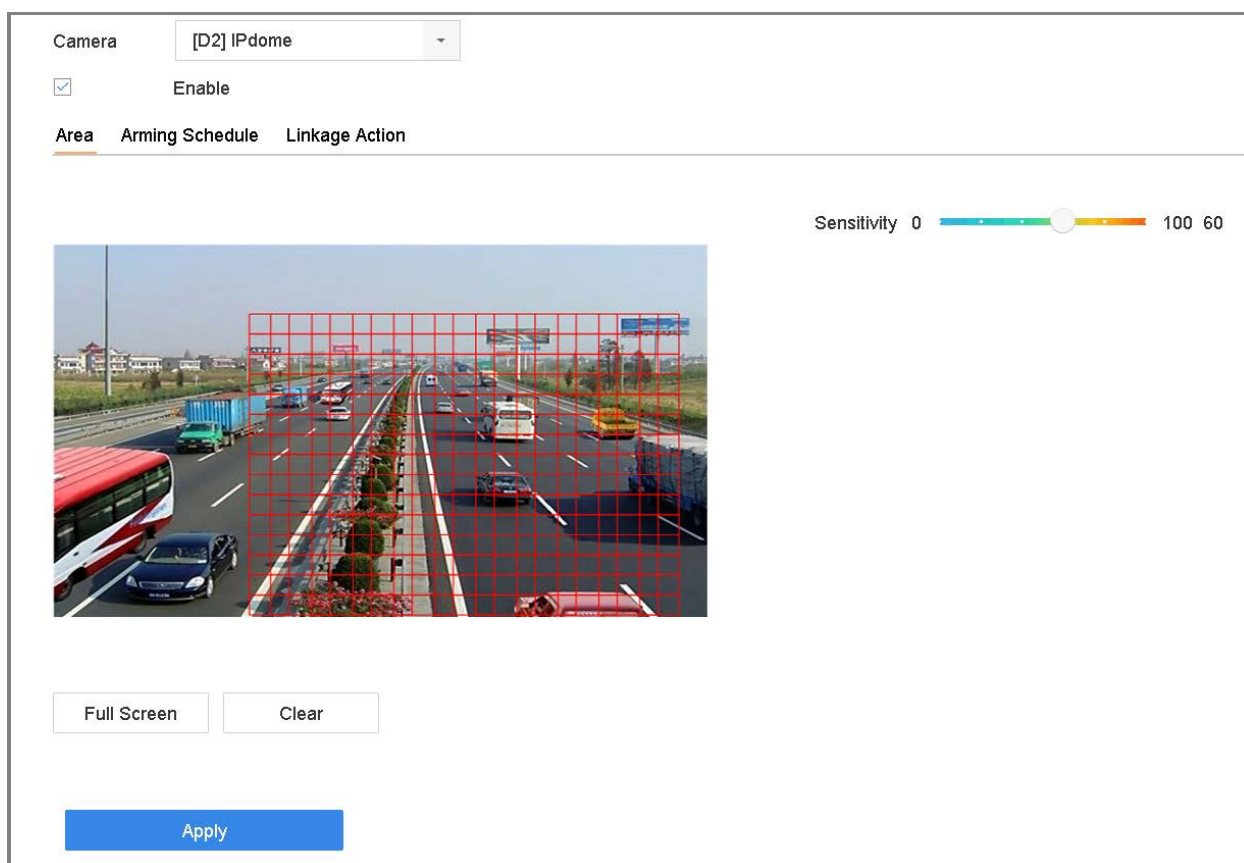 Camera [D2] IPdome
Enable
Area Arming Schedule Linkage Action
Sensitivity 0 100 60
Full Screen Clear
Apply